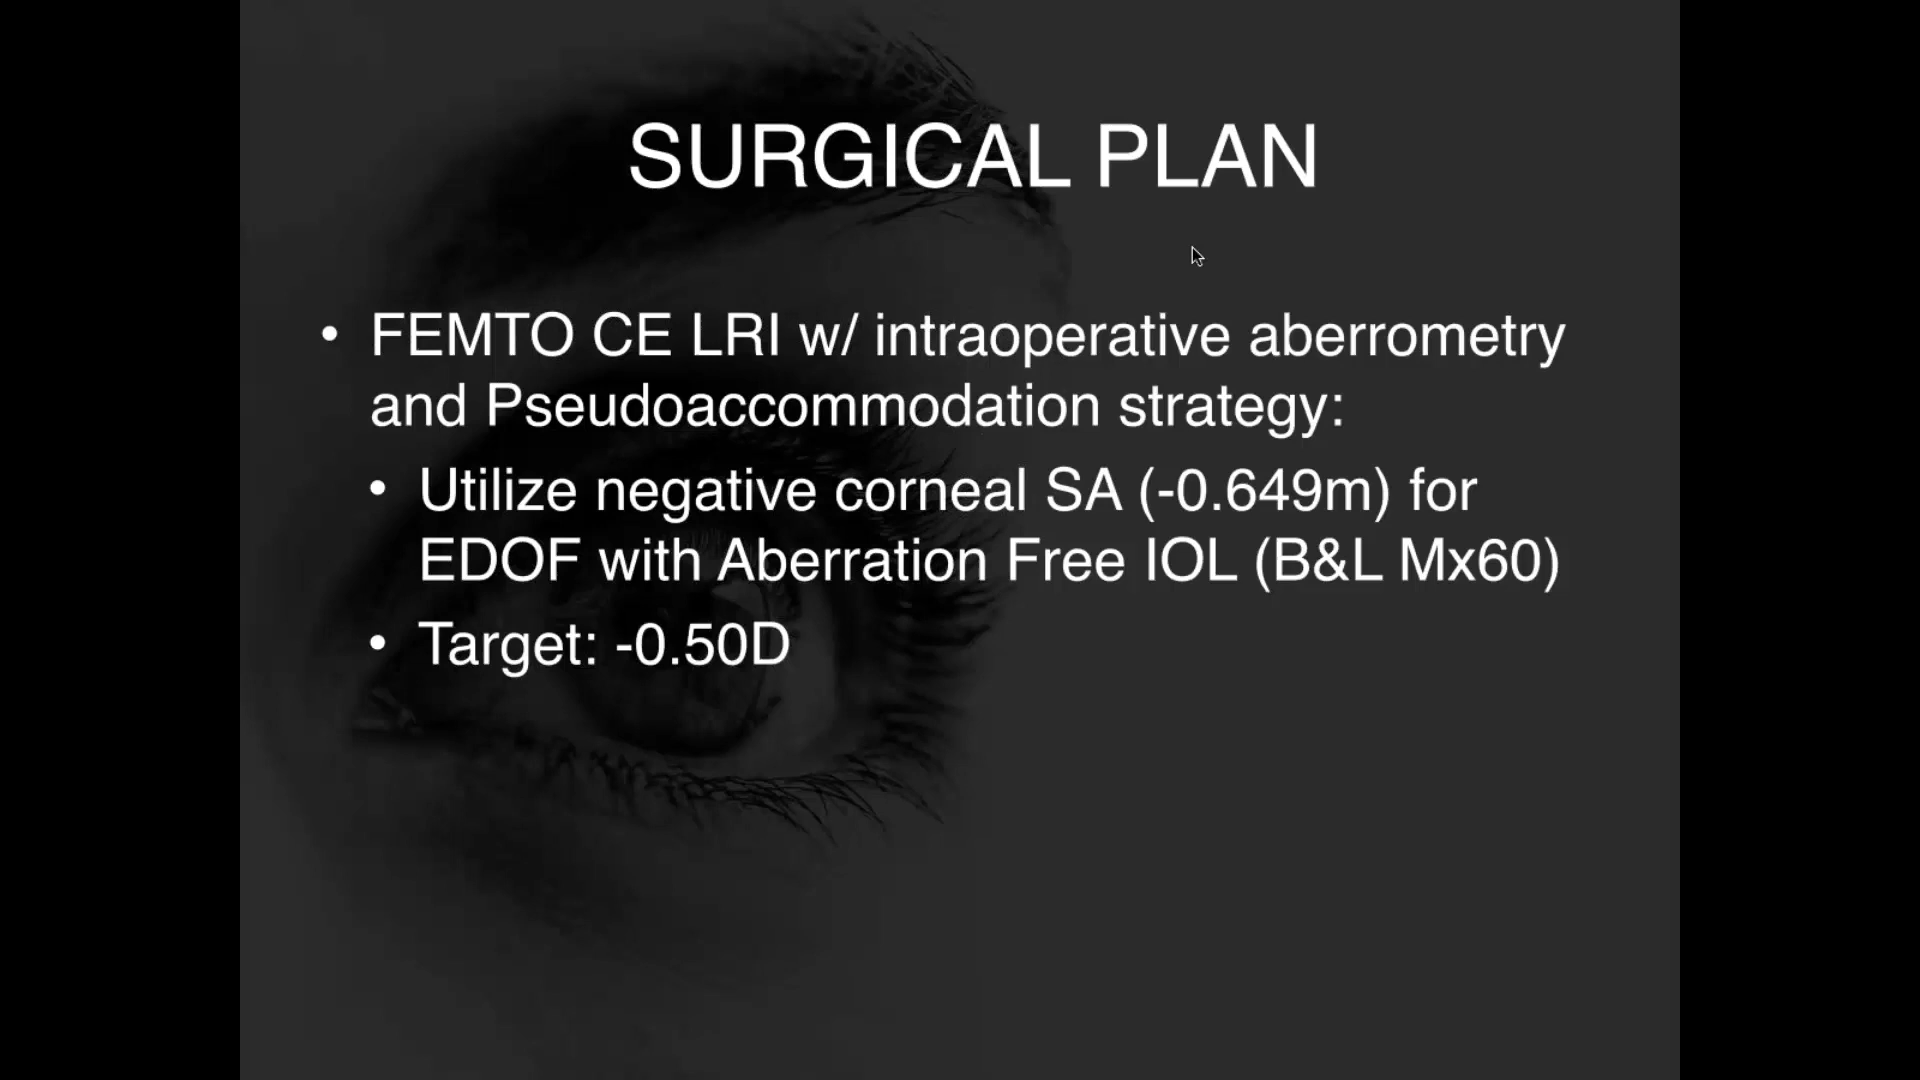 SURGICAL PLAN
• FEMTO CE LRI w/ intraoperative aberrometry
and Pseudoaccommodation strategy:
• Utilize negative corneal SA (-0.649m) for
EDOF with Aberration Free IOL (B&L Mx60)
• Target: -0.50D